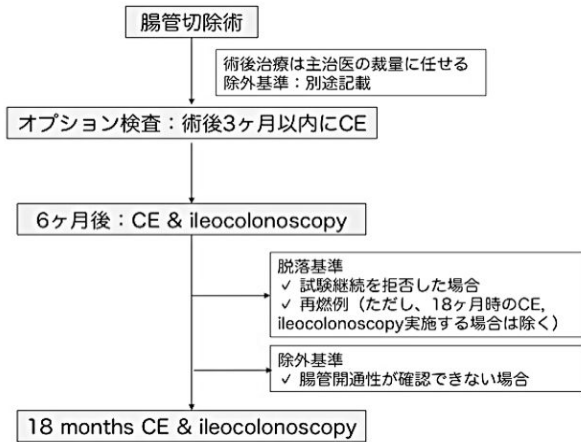 腸管切除術
術後治療は主治医の裁量に任せる
除外基準：別途記載
オプション検査：術後3ヶ月以内にCE
6ヶ月後：CE & ileocolonoscopy
脱落基準
✓ 試験継続を拒否した場合
✓ 再燃例（ただし、18ヶ月時のCE,
ileocolonoscopy実施する場合は除く）
除外基準
✓ 腸管開通性が確認できない場合
18 months CE & ileocolonoscopy